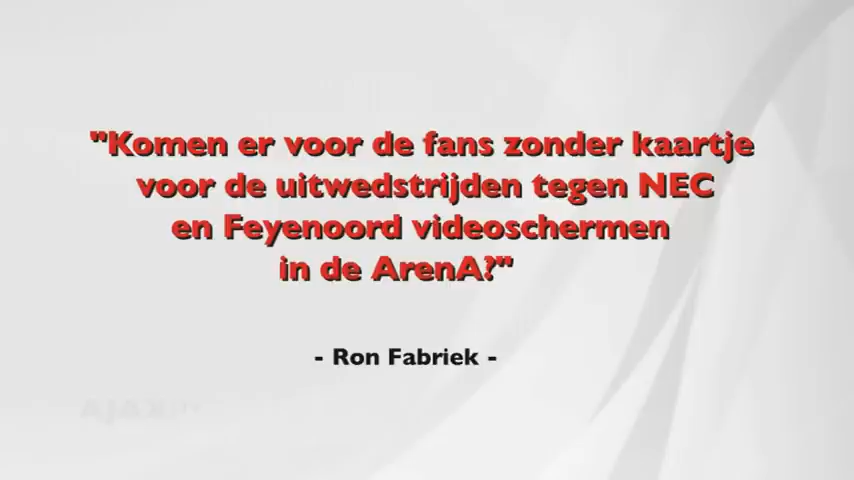 "Komen er voor de fans zonder kaartje
voor de uitwedstrijden tegen NEC
en Feyenoord videoschermen
in de ArenA?"
- Ron Fabriek -